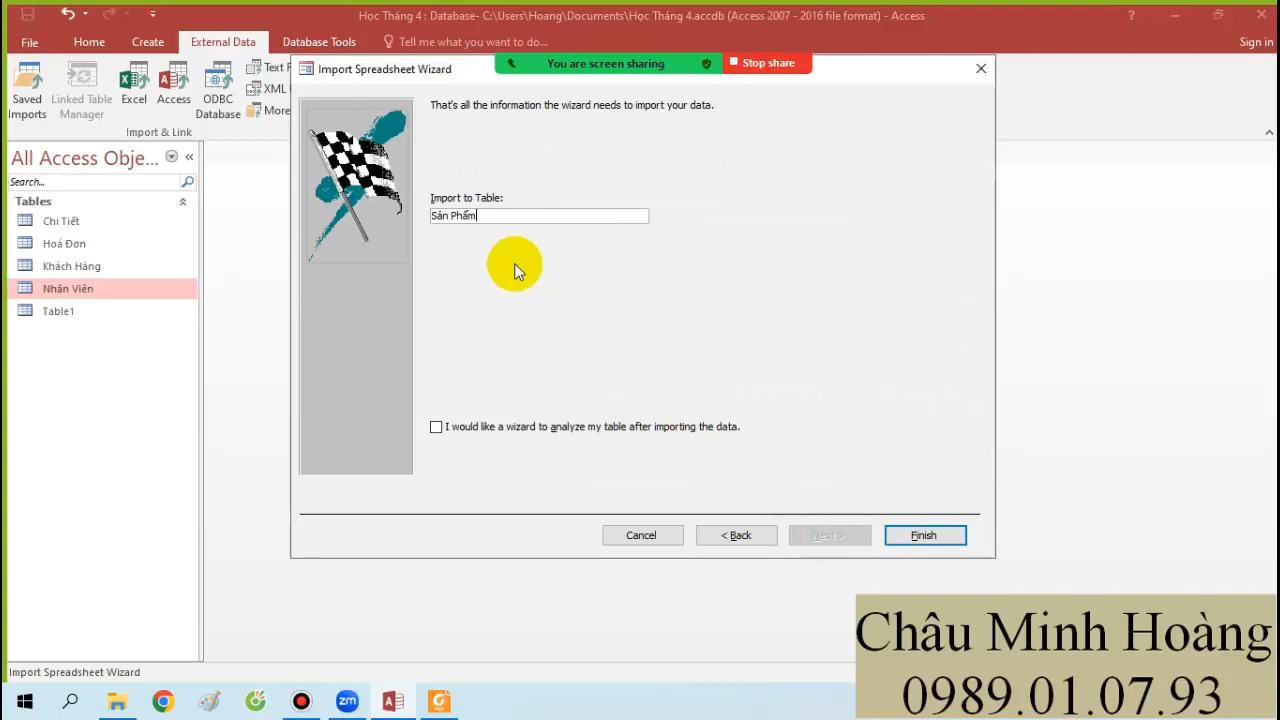 Học Tháng 4 : Database- C:\Users\Hoang\Documents\Học Tháng 4.accdb (Access 2007 - 2016 file format) - Access
File Home Create External Data Database Tools Tell me what you want to do... Sign in
You are screen sharing Stop share
Saved Imports
Linked Table Manager
Excel
Access
ODBC Database
Text F
XML
More
Import & Link
Import Spreadsheet Wizard
That's all the information the wizard needs to import your data.
All Access Obje...
Search...
Tables
Chi Tiết
Hoá Đơn
Khách Hàng
Nhân Viên
Table1
Import to Table:
Sản Phẩm
I would like a wizard to analyze my table after importing the data.
Cancel < Back Next > Finish
Châu Minh Hoàng
0989.01.07.93
Import Spreadsheet Wizard
zm